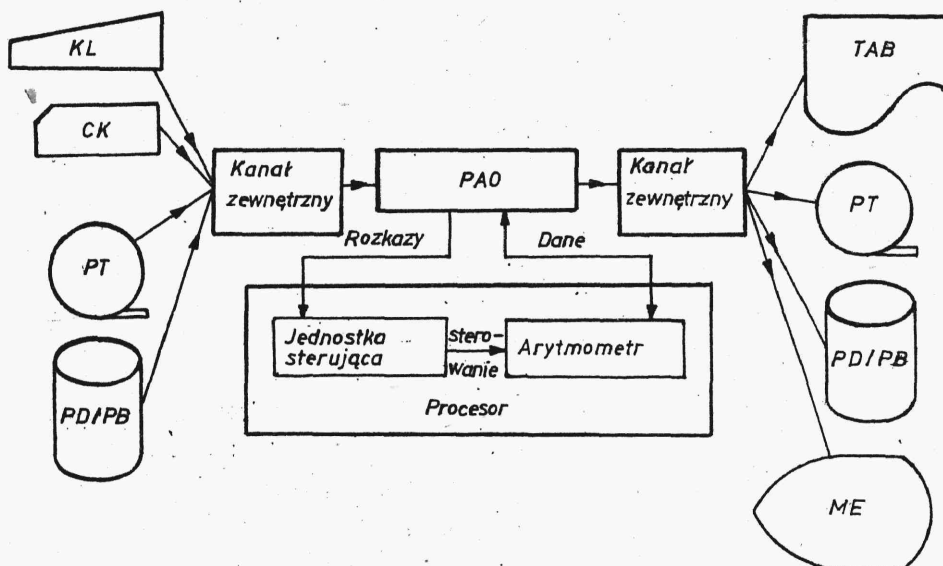 KL
TAB
CK
Kanał
zewnętrzny
PAO
Kanał
zewnętrzny
PT
PT
Rozkazy
Dane
Jednostka
sterująca
stero-
wanie
Arytmometr
PD/PB
PD/PB
Procesor
ME